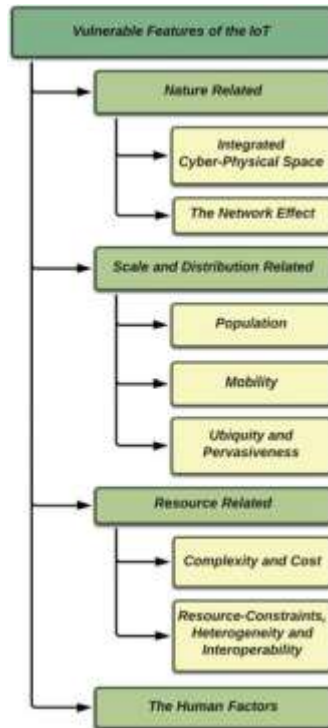 Vulnerable Features of the IoT
Nature Related
Integrated
Cyber-Physical Space
The Network Effect
Scale and Distribution Related
Population
Mobility
Ubiquity and
Pervasiveness
Resource Related
Complexity and Cost
Resource-Constraints,
Heterogeneity and
Interoperability
The Human Factors